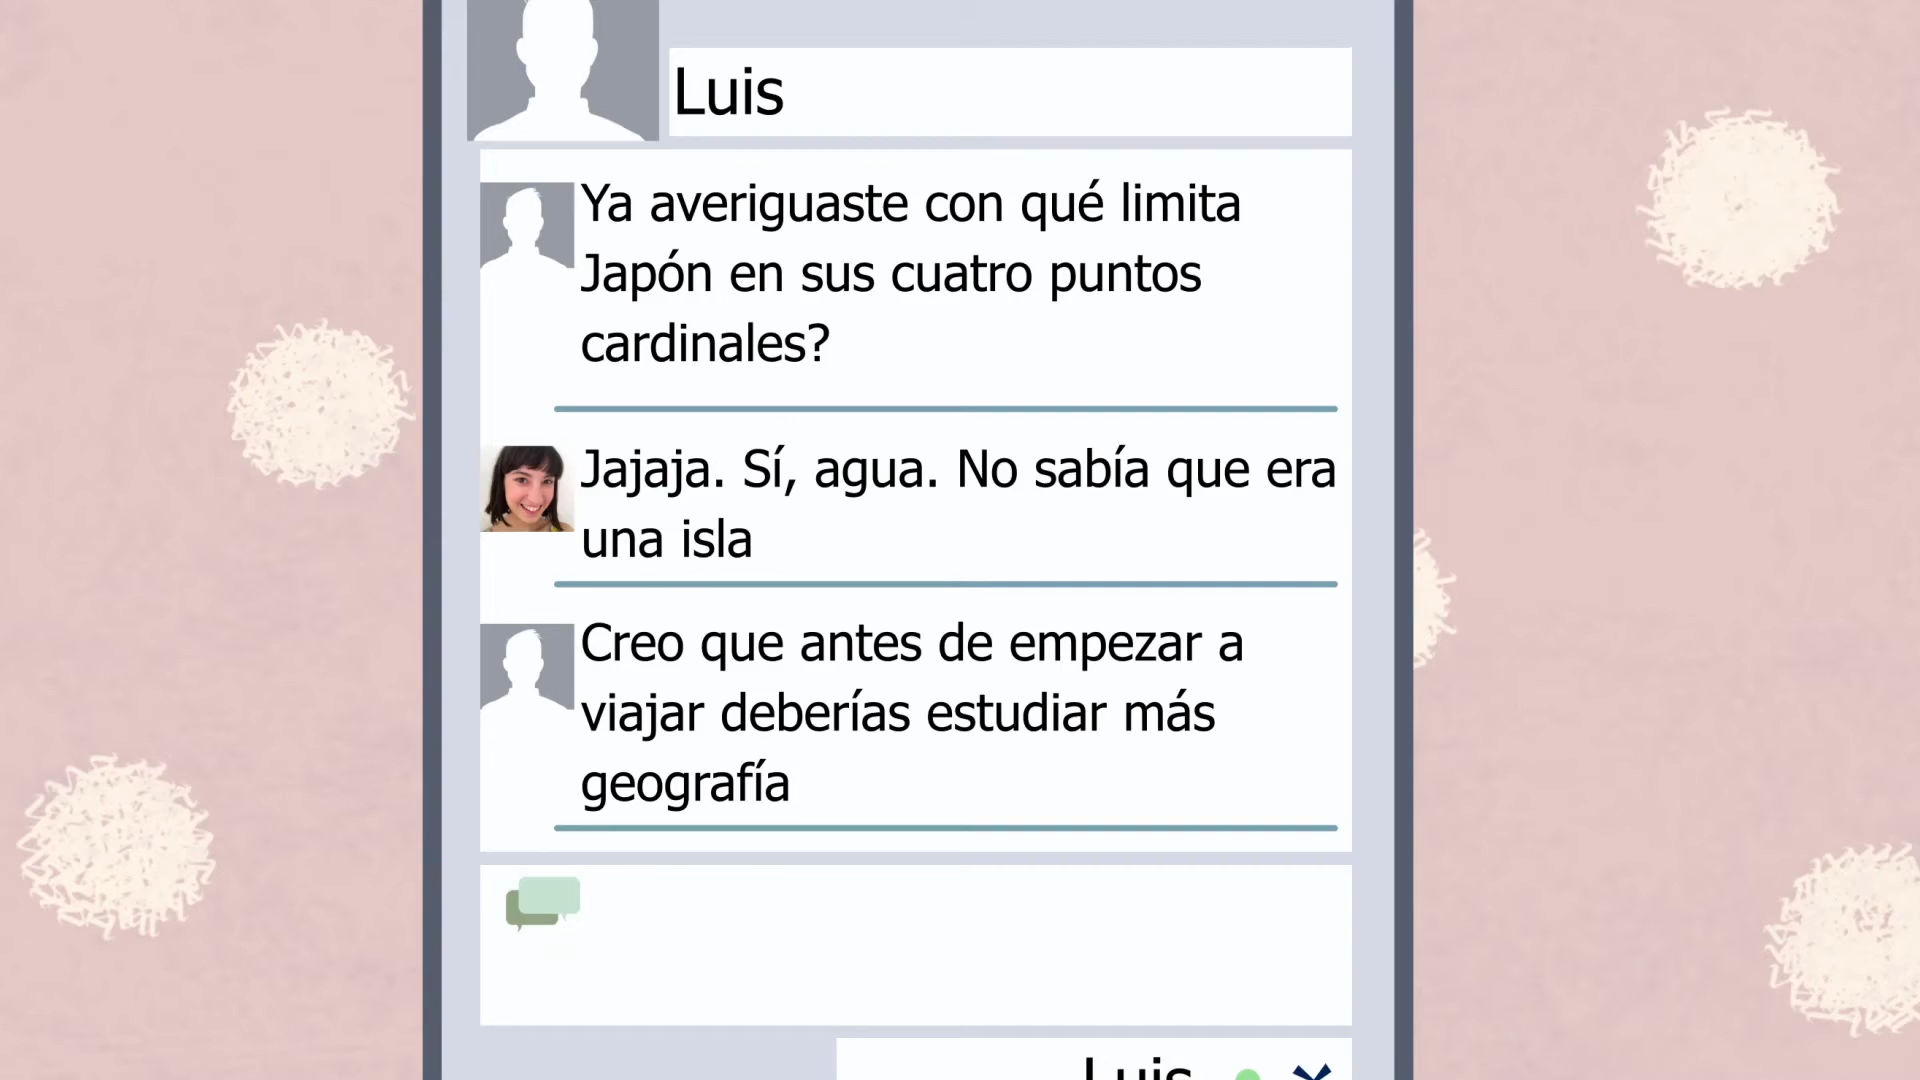 Luis
Ya averiguaste con qué limita
Japón en sus cuatro puntos
cardinales?
Jajaja. Sí, agua. No sabía que era
una isla
Creo que antes de empezar a
viajar deberías estudiar más
geografía
Luis